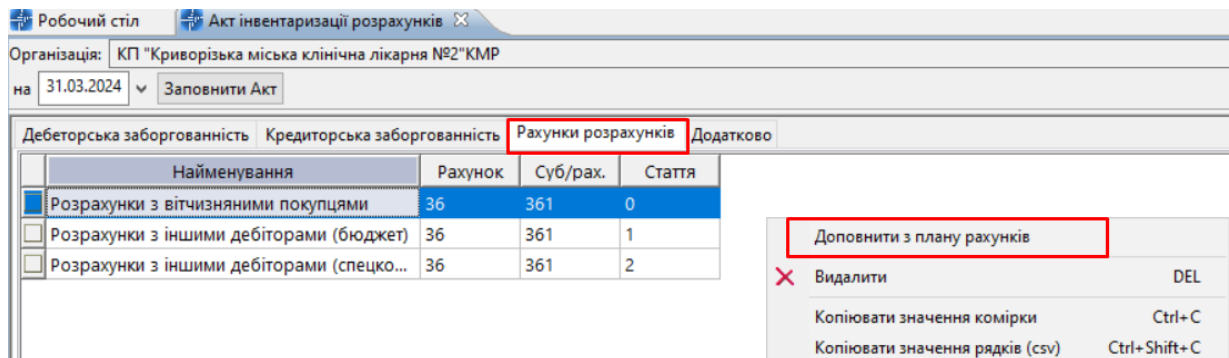 Робочий стіл Акт інвентаризації розрахунків
Організація: КП "Криворізька міська клінічна лікарня №2"КМР
на 31.03.2024 Заповнити Акт
Дебеторська заборгованність Кредиторська заборгованність Рахунки розрахунків Додатково
Найменування Рахунок Суб/рах. Стаття
Розрахунки з вітчизняними покупцями 36 361 0
Розрахунки з іншими дебіторами (бюджет) 36 361 1
Розрахунки з іншими дебіторами (спецко... 36 361 2
Доповнити з плану рахунків
Видалити DEL
Копіювати значення комірки Ctrl+C
Копіювати значення рядків (csv) Ctrl+Shift+C